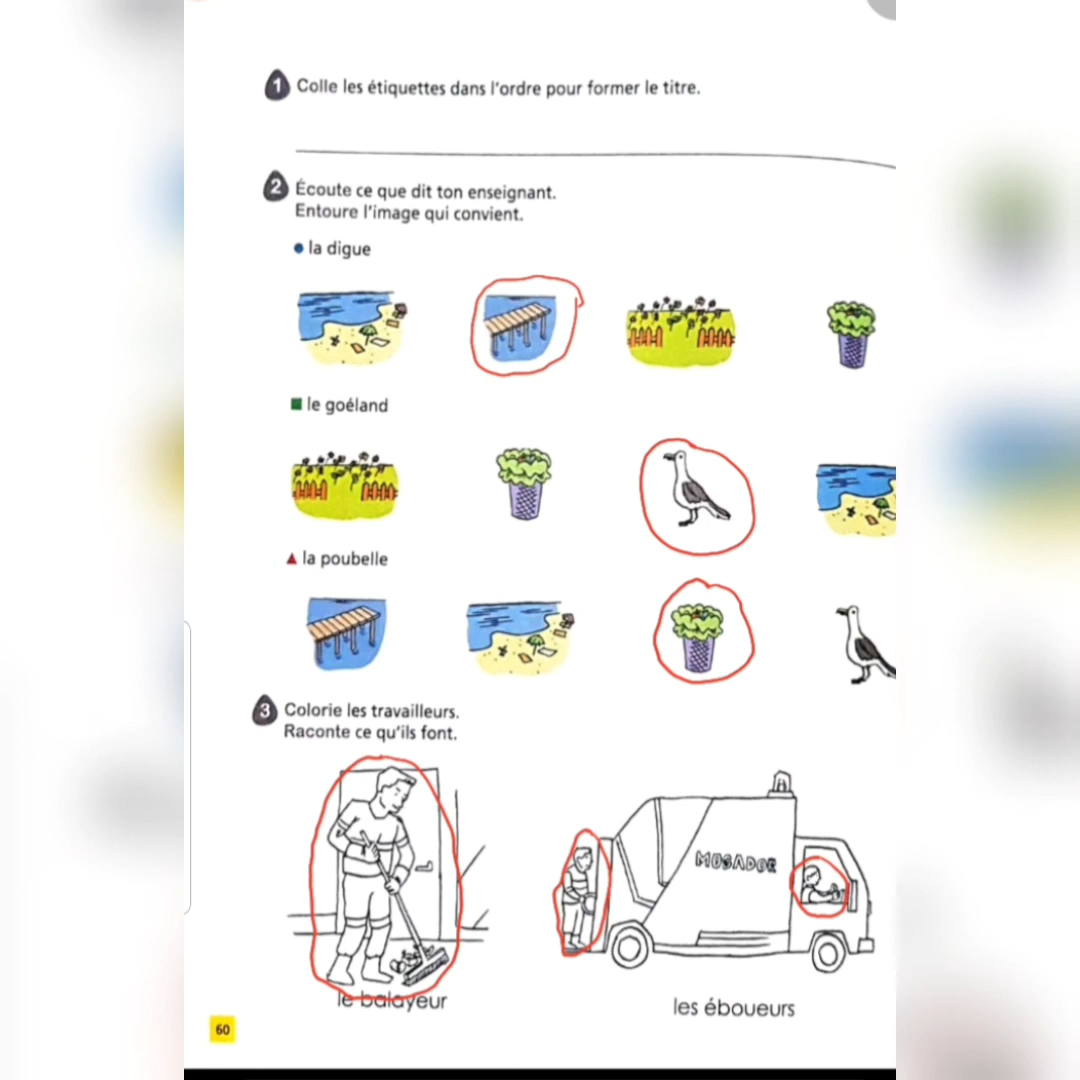 1 Colle les étiquettes dans l'ordre pour former le titre.
2 Écoute ce que dit ton enseignant.
Entoure l'image qui convient.
la digue
le goéland
la poubelle
3 Colorie les travailleurs.
Raconte ce qu'ils font.
MOGADOR
le balayeur
les éboueurs
60